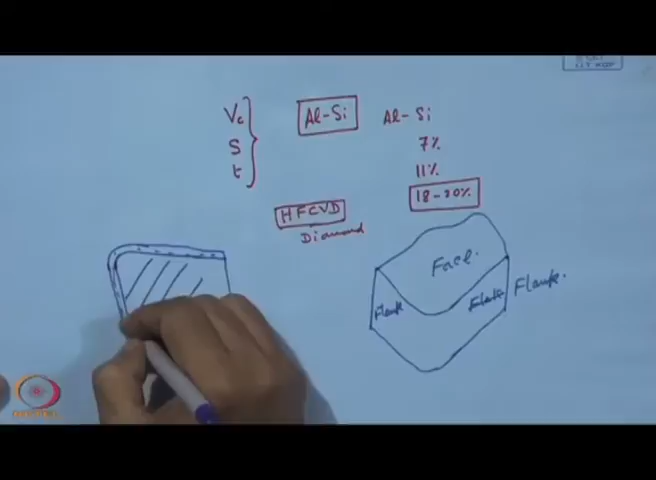 Vc
S
t
Al-Si
Al-Si
7%
11%
18-20%
HFCVD
Diamond
Face.
Flank
Flank
Flank.